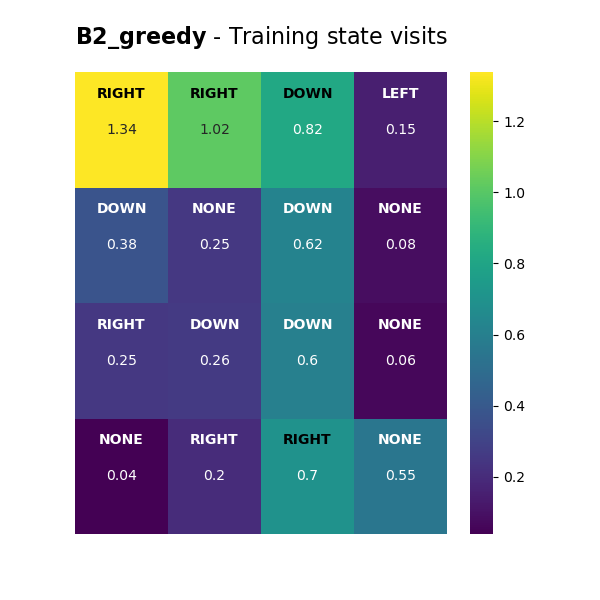 B2_greedy - Training state visits
RIGHT RIGHT DOWN LEFT
1.34 1.02 0.82 0.15
DOWN NONE DOWN NONE
0.38 0.25 0.62 0.08
RIGHT DOWN DOWN NONE
0.25 0.26 0.6 0.06
NONE RIGHT RIGHT NONE
0.04 0.2 0.7 0.55
1.2
1.0
0.8
0.6
0.4
0.2